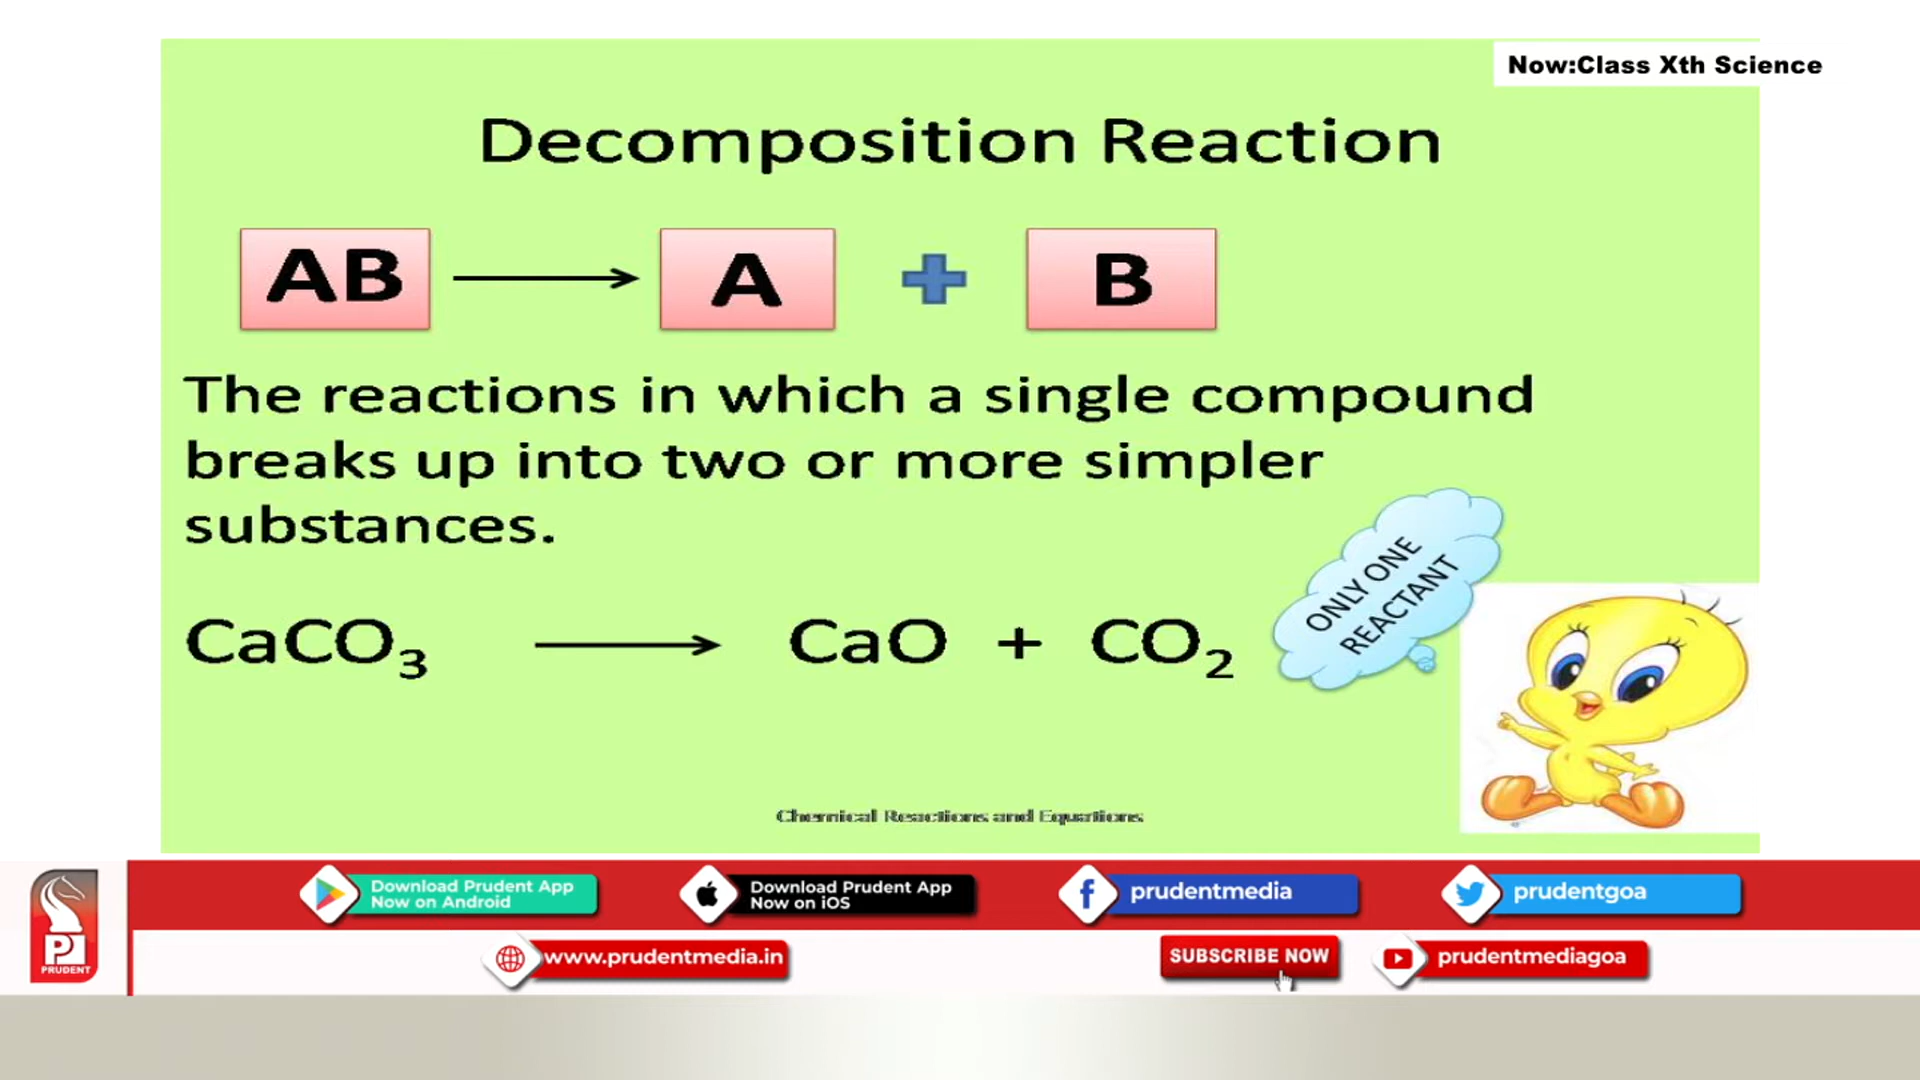 Now:Class Xth Science
Decomposition Reaction
AB → A + B
The reactions in which a single compound
breaks up into two or more simpler
substances.
ONLY ONE
REACTANT
CaCO₃ → CaO + CO₂
Chemical Reactions and Equations
Download Prudent App
Now on Android
Download Prudent App
Now on iOS
prudentmedia
prudentgoa
PRUDENT
www.prudentmedia.in
SUBSCRIBE NOW
prudentmediagoa